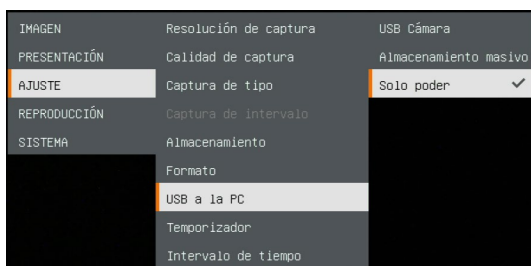 IMAGEN
PRESENTACIÓN
AJUSTE
REPRODUCCIÓN
SISTEMA
Resolución de captura
Calidad de captura
Captura de tipo
Captura de intervalo
Almacenamiento
Formato
USB a la PC
Temporizador
Intervalo de tiempo
USB Cámara
Almacenamiento masivo
Solo poder